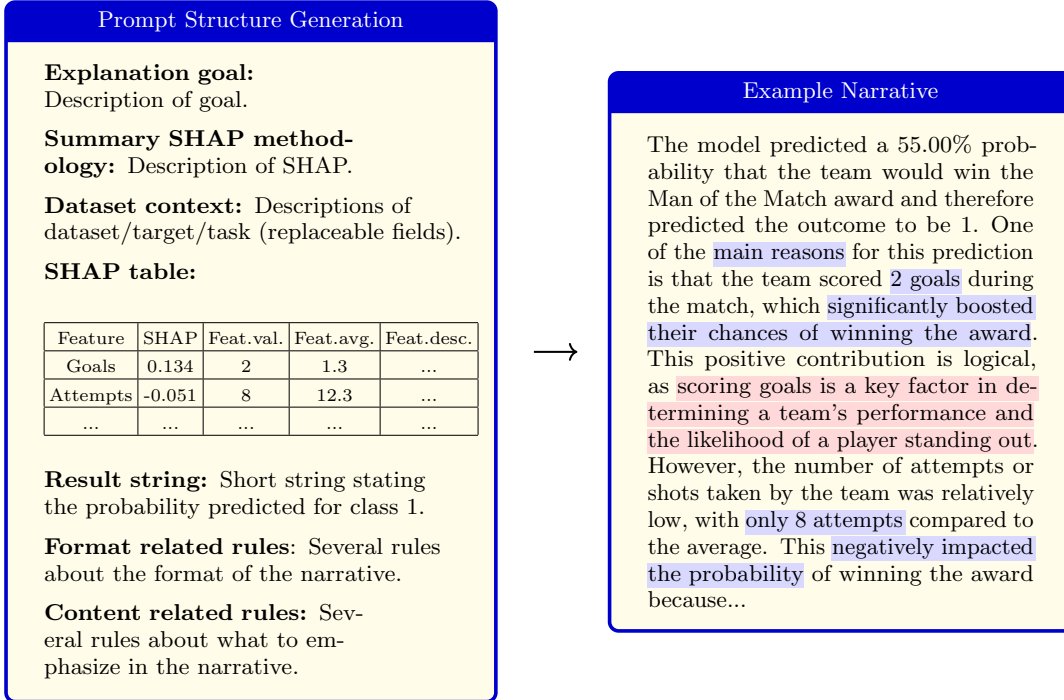 Prompt Structure Generation
Explanation goal:
Description of goal.
Summary SHAP method-
ology: Description of SHAP.
Dataset context: Descriptions of
dataset/target/task (replaceable fields).
SHAP table:
Feature SHAP Feat.val. Feat.avg. Feat.desc.
Goals 0.134 2 1.3 ...
Attempts -0.051 8 12.3 ...
... ... ... ... ...
Result string: Short string stating
the probability predicted for class 1.
Format related rules: Several rules
about the format of the narrative.
Content related rules: Sev-
eral rules about what to em-
phasize in the narrative.
→
Example Narrative
The model predicted a 55.00% prob-
ability that the team would win the
Man of the Match award and therefore
predicted the outcome to be 1. One
of the main reasons for this prediction
is that the team scored 2 goals during
the match, which significantly boosted
their chances of winning the award.
This positive contribution is logical,
as scoring goals is a key factor in de-
termining a team's performance and
the likelihood of a player standing out.
However, the number of attempts or
shots taken by the team was relatively
low, with only 8 attempts compared to
the average. This negatively impacted
the probability of winning the award
because...